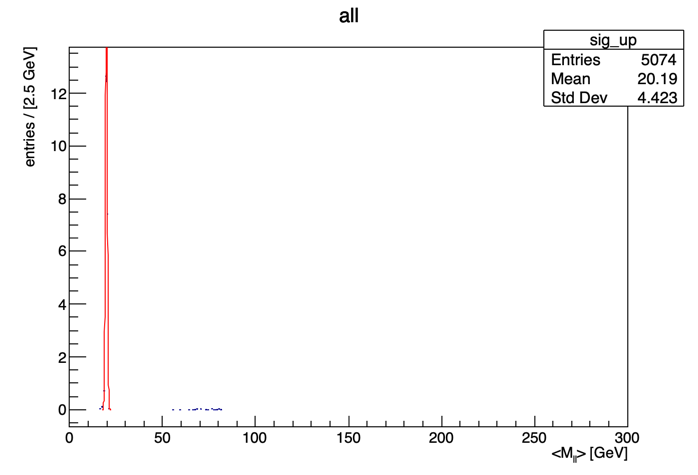 all
sig_up
Entries 5074
Mean 20.19
Std Dev 4.423
entries / [2.5 GeV]
12
10
8
6
4
2
0
0 50 100 150 200 250 300
<M_ll> [GeV]